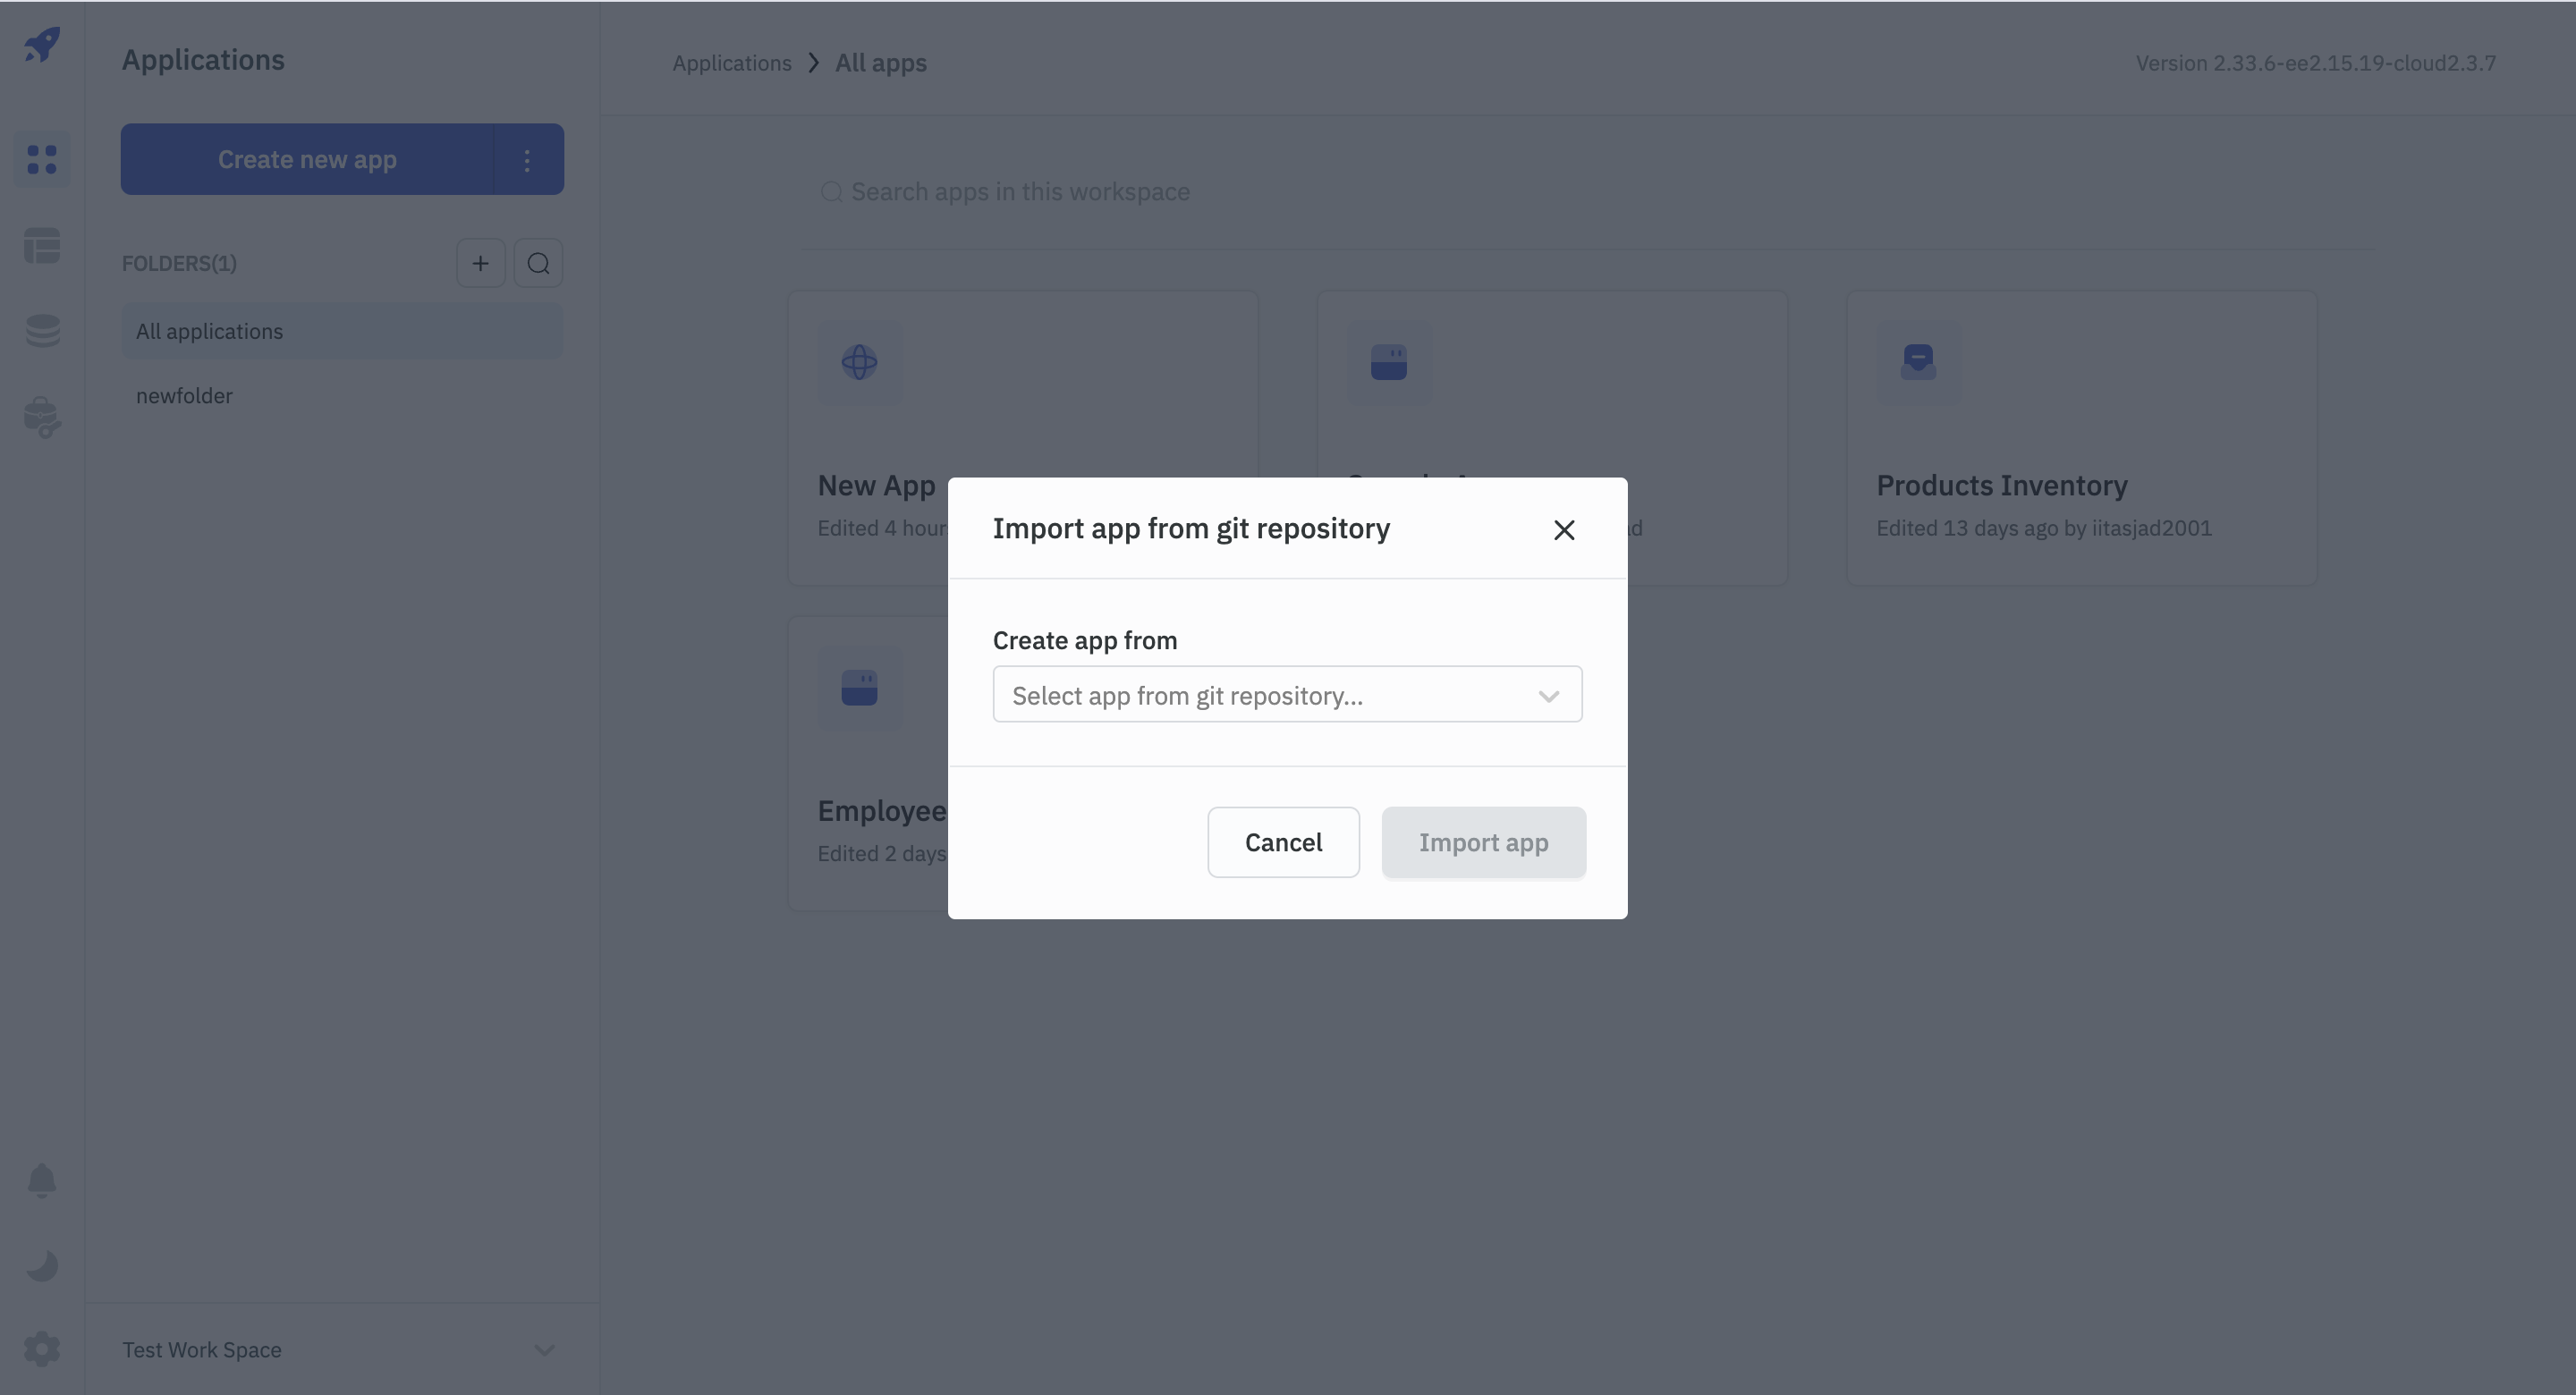 Applications
Create new app
FOLDERS(1)
All applications
newfolder
Test Work Space
Applications All apps
Version 2.33.6-ee2.15.19-cloud2.3.7
Search apps in this workspace
New App
Edited 4 hour
Products Inventory
Edited 13 days ago by iitasjad2001
Employee
Edited 2 days
Import app from git repository
Create app from
Select app from git repository...
Cancel
Import app